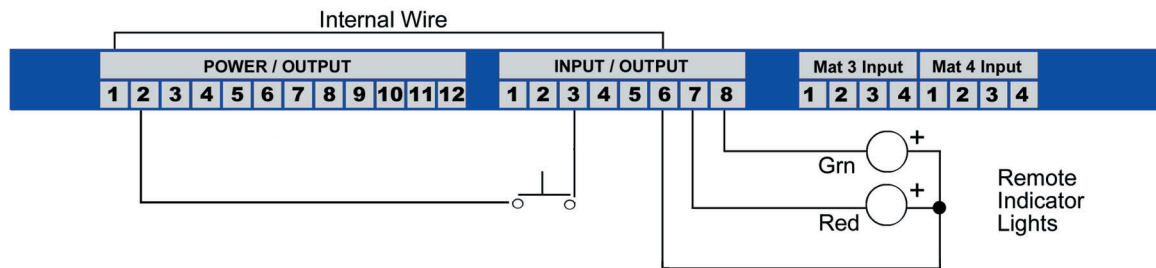 Internal Wire
POWER / OUTPUT
INPUT / OUTPUT
Mat 3 Input
Mat 4 Input
1 2 3 4 5 6 7 8 9 10 11 12
1 2 3 4 5 6 7 8
1 2 3 4
1 2 3 4
+
Grn
+
Red
Remote
Indicator
Lights